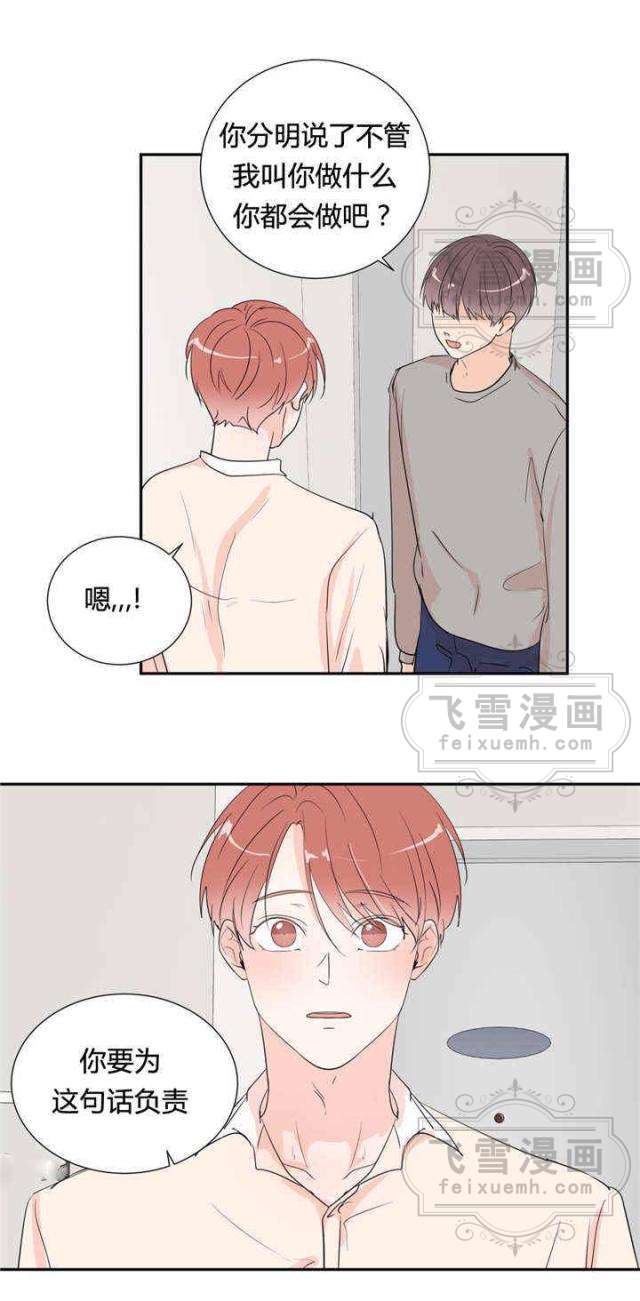 你分明说了不管
我叫你做什么
你都会做吧？
飞雪漫画
feixuemh.com
嗯,,,!
飞雪漫画
feixuemh.com
你要为
这句话负责
飞雪漫画
feixuemh.com